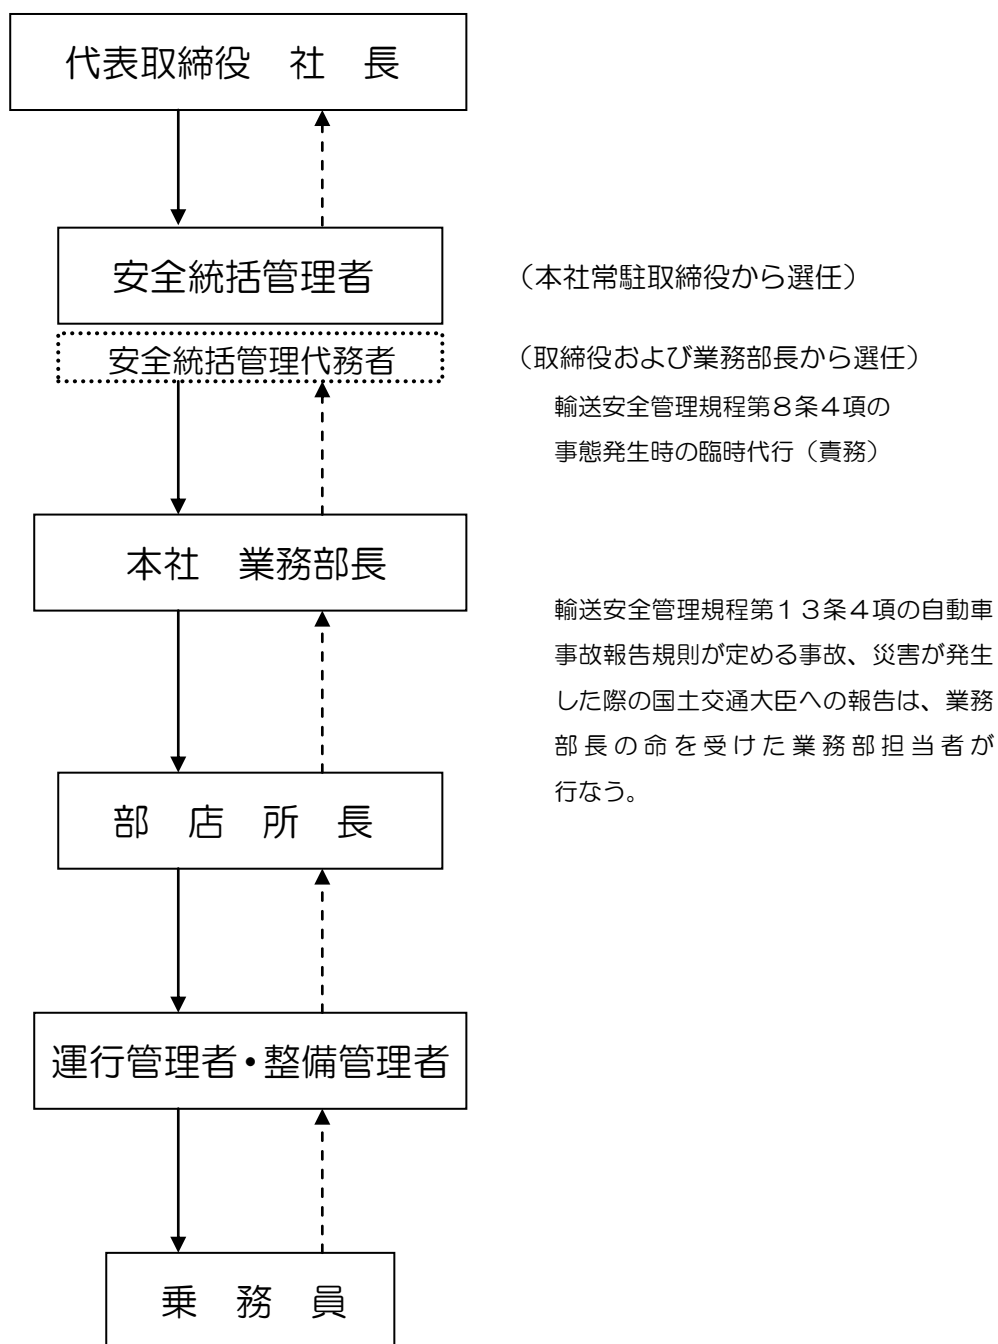 代表取締役　社　長
安全統括管理者
（本社常駐取締役から選任）
安全統括管理代務者
（取締役および業務部長から選任）
輸送安全管理規程第８条４項の
事態発生時の臨時代行（責務）
本社　業務部長
輸送安全管理規程第１３条４項の自動車
事故報告規則が定める事故、災害が発生
した際の国土交通大臣への報告は、業務
部長の命を受けた業務部担当者が
行なう。
部　店　所　長
運行管理者・整備管理者
乗　務　員